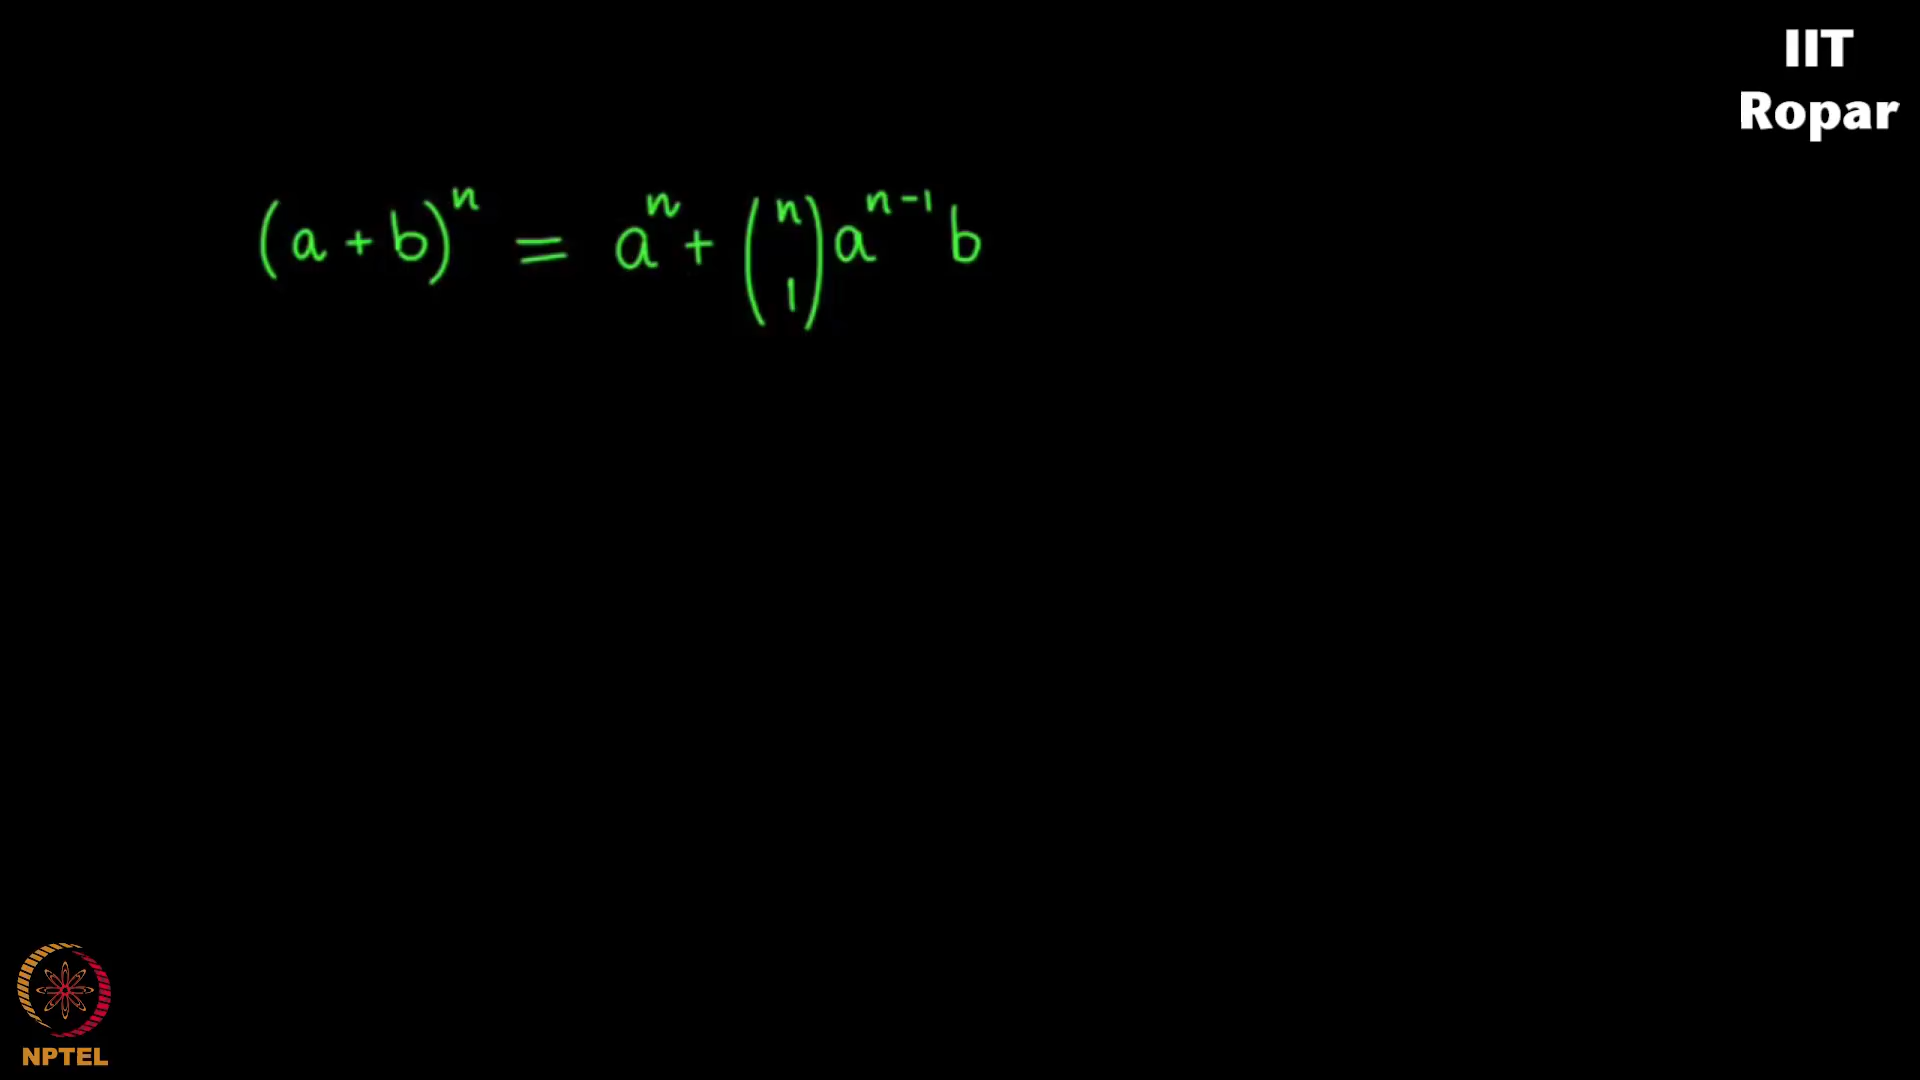 IIT
Ropar
(a + b)^n = a^n + (n 1) a^{n-1} b
NPTEL